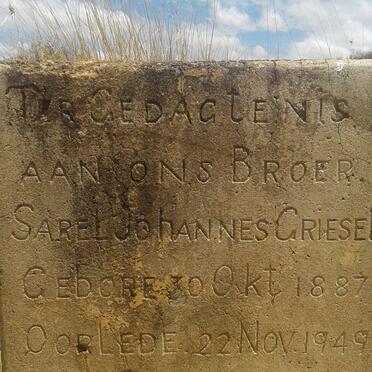 TER GEDAGTENIS
AAN ONS BROER
SAREL JOHANNES GRIESEL
GEBORE 30 Okt 1887
OORLEDE 22 NOV. 1949